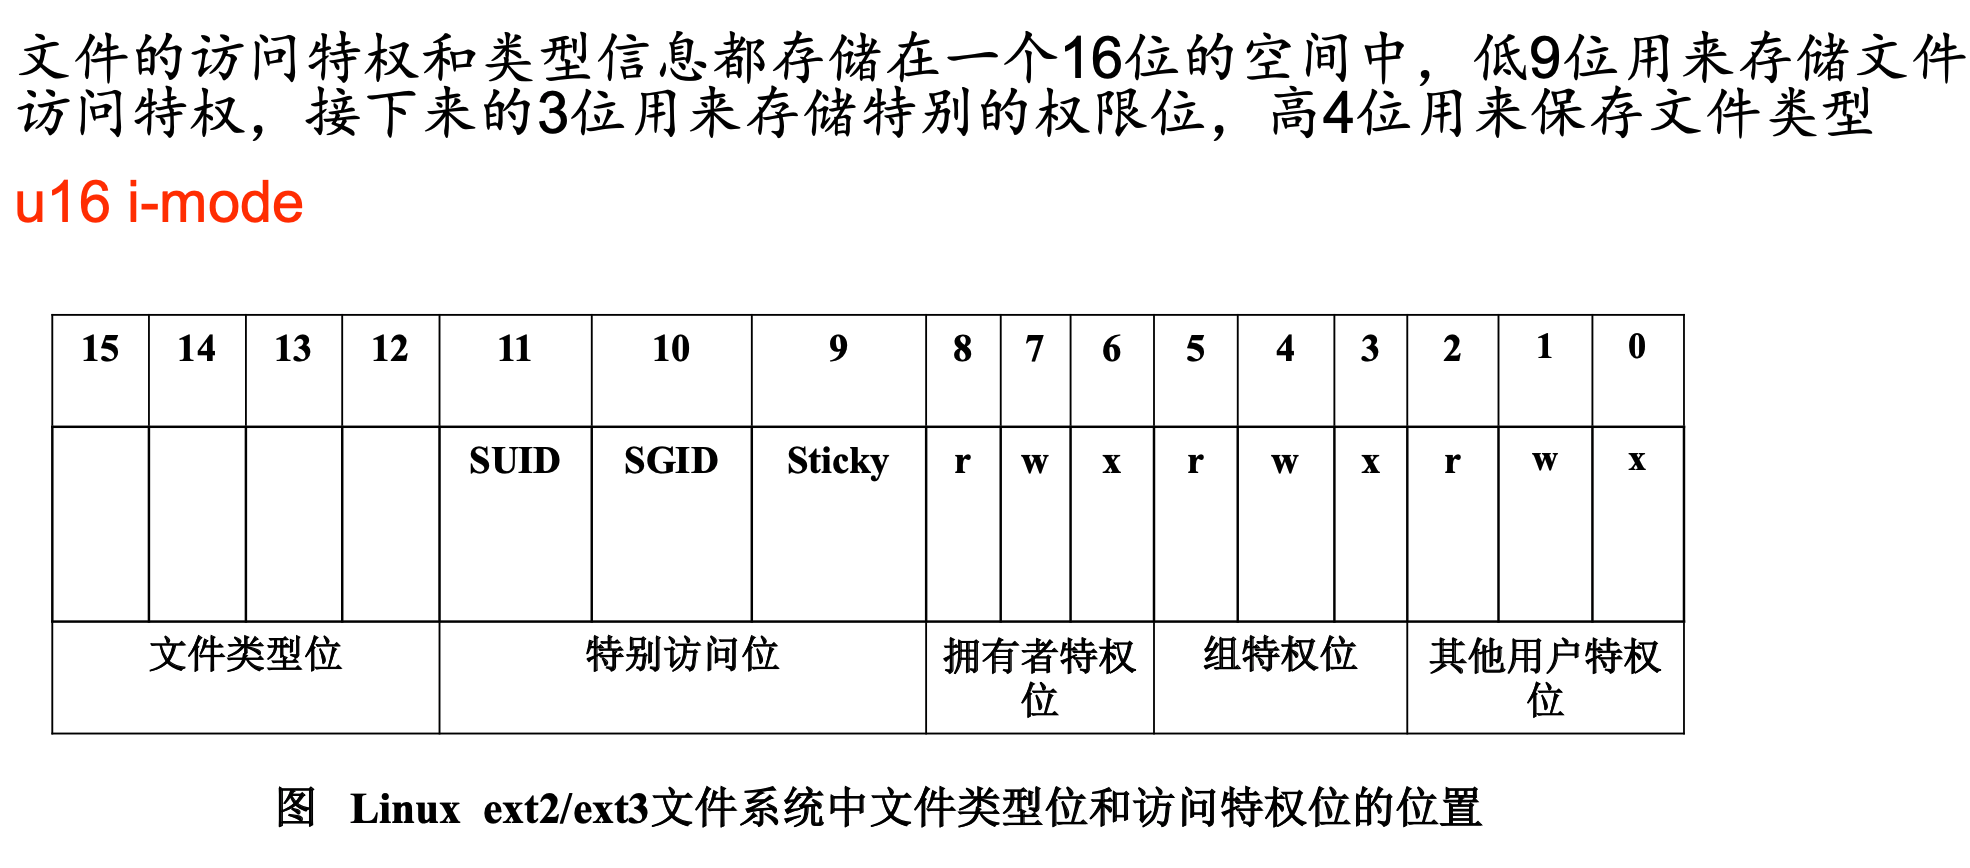 文件的访问特权和类型信息都存储在一个16位的空间中，低9位用来存储文件
访问特权，接下来的3位用来存储特别的权限位，高4位用来保存文件类型
u16 i-mode
15 14 13 12 11 10 9 8 7 6 5 4 3 2 1 0
SUID SGID Sticky r w x r w x r w x
文件类型位 特别访问位 拥有者特权位 组特权位 其他用户特权位
图 Linux ext2/ext3文件系统中文件类型位和访问特权位的位置